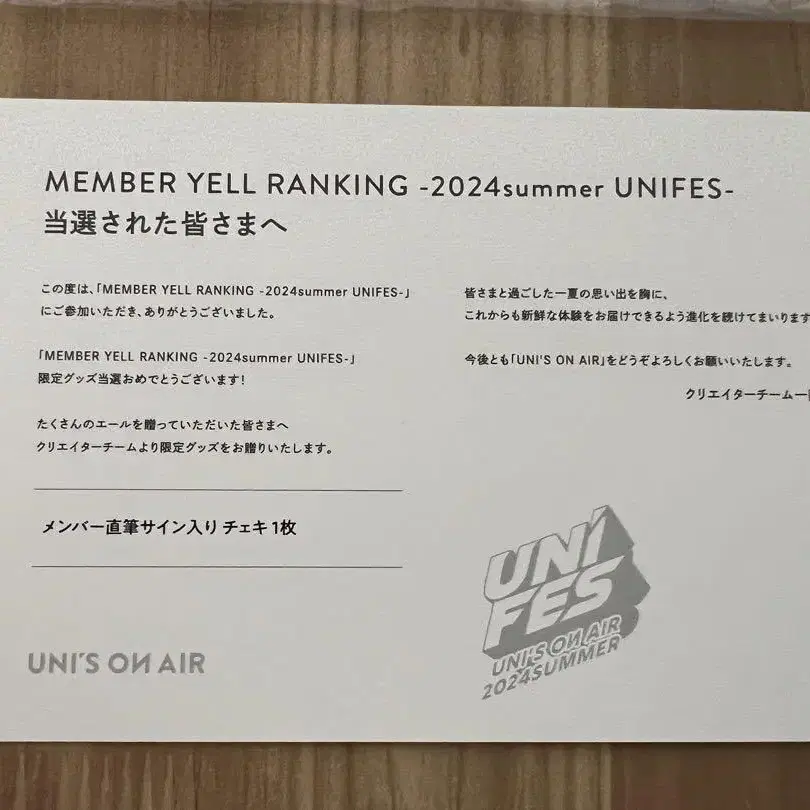 MEMBER YELL RANKING -2024summer UNIFES-
当選された皆さまへ
この度は、「MEMBER YELL RANKING -2024summer UNIFES-」
にご参加いただき、ありがとうございました。
「MEMBER YELL RANKING -2024summer UNIFES-」
限定グッズ当選おめでとうございます！
たくさんのエールを贈っていただいた皆さまへ
クリエイターチームより限定グッズをお贈りいたします。
メンバー直筆サイン入り チェキ 1枚
UNI'S ON AIR
皆さまと過ごした一夏の思い出を胸に、
これからも新鮮な体験をお届けできるよう進化を続けてまいります
今後とも「UNI'S ON AIR」をどうぞよろしくお願いいたします。
クリエイターチーム一
UNI
FES
UNI'S ON AIR
2024SUMMER